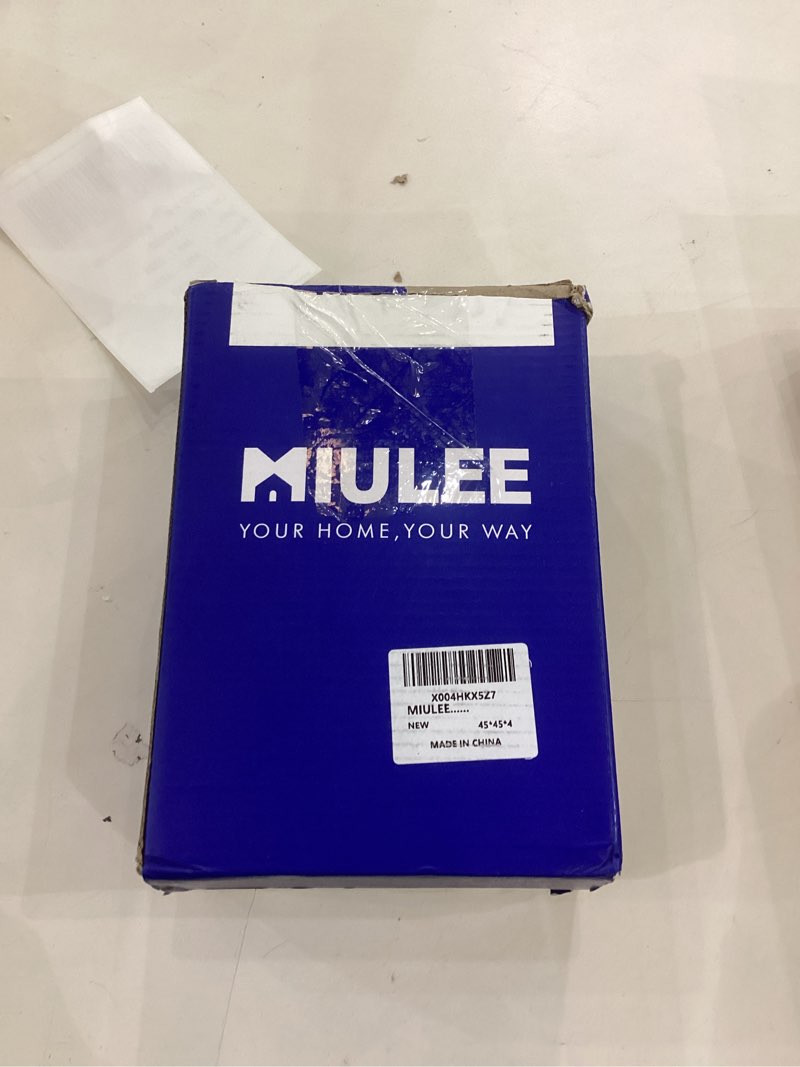 MIULEE
YOUR HOME,YOUR WAY
X004HKX5Z7
MIULEE......
NEW 45*45*4
MADE IN CHINA